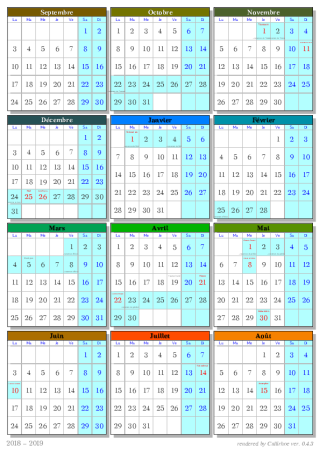 Septembre
Lu Ma Me Je Ve Sa Di
1 2
3 4 5 6 7 8 9
10 11 12 13 14 15 16
17 18 19 20 21 22 23
24 25 26 27 28 29 30
Octobre
Lu Ma Me Je Ve Sa Di
1 2 3 4 5 6 7
8 9 10 11 12 13 14
15 16 17 18 19 20 21
22 23 24 25 26 27 28
29 30 31
Novembre
Lu Ma Me Je Ve Sa Di
1 2 3 4
5 6 7 8 9 10 11
12 13 14 15 16 17 18
19 20 21 22 23 24 25
26 27 28 29 30
Décembre
Lu Ma Me Je Ve Sa Di
1 2
3 4 5 6 7 8 9
10 11 12 13 14 15 16
17 18 19 20 21 22 23
24 25 26 27 28 29 30
31
Janvier
Lu Ma Me Je Ve Sa Di
1 2 3 4 5 6
7 8 9 10 11 12 13
14 15 16 17 18 19 20
21 22 23 24 25 26 27
28 29 30 31
Février
Lu Ma Me Je Ve Sa Di
1 2 3
4 5 6 7 8 9 10
11 12 13 14 15 16 17
18 19 20 21 22 23 24
25 26 27 28
Mars
Lu Ma Me Je Ve Sa Di
1 2 3
4 5 6 7 8 9 10
11 12 13 14 15 16 17
18 19 20 21 22 23 24
25 26 27 28 29 30 31
Avril
Lu Ma Me Je Ve Sa Di
1 2 3 4 5 6 7
8 9 10 11 12 13 14
15 16 17 18 19 20 21
22 23 24 25 26 27 28
29 30
Mai
Lu Ma Me Je Ve Sa Di
1 2 3 4 5
6 7 8 9 10 11 12
13 14 15 16 17 18 19
20 21 22 23 24 25 26
27 28 29 30 31
Juin
Lu Ma Me Je Ve Sa Di
1 2
3 4 5 6 7 8 9
10 11 12 13 14 15 16
17 18 19 20 21 22 23
24 25 26 27 28 29 30
Juillet
Lu Ma Me Je Ve Sa Di
1 2 3 4 5 6 7
8 9 10 11 12 13 14
15 16 17 18 19 20 21
22 23 24 25 26 27 28
29 30 31
Août
Lu Ma Me Je Ve Sa Di
1 2 3 4
5 6 7 8 9 10 11
12 13 14 15 16 17 18
19 20 21 22 23 24 25
26 27 28 29 30 31
2018 – 2019
rendered by Calirhoe ver. 0.4.3